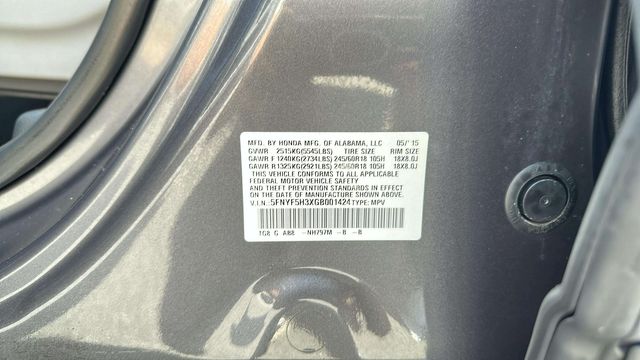 MFD. BY HONDA MFG. OF ALABAMA, LLC 05/'15
GVWR 2515KG(5545LBS) TIRE SIZE RIM SIZE
GAWR F 1240KG(2734LBS) 245/60R18 105H 18X8.0J
GAWR R1325KG(2921LBS) 245/60R18 105H 18X8.0J
THIS VEHICLE CONFORMS TO ALL APPLICABLE
FEDERAL MOTOR VEHICLE SAFETY AND
THEFT PREVENTION STANDARDS IN EFFECT
ON THE DATE OF MANUFACTURE SHOWN ABOVE.
V.I.N.:5FNYF5H3XGB001424 TYPE: MPV
TG8 G A88 -NH797M -B -B